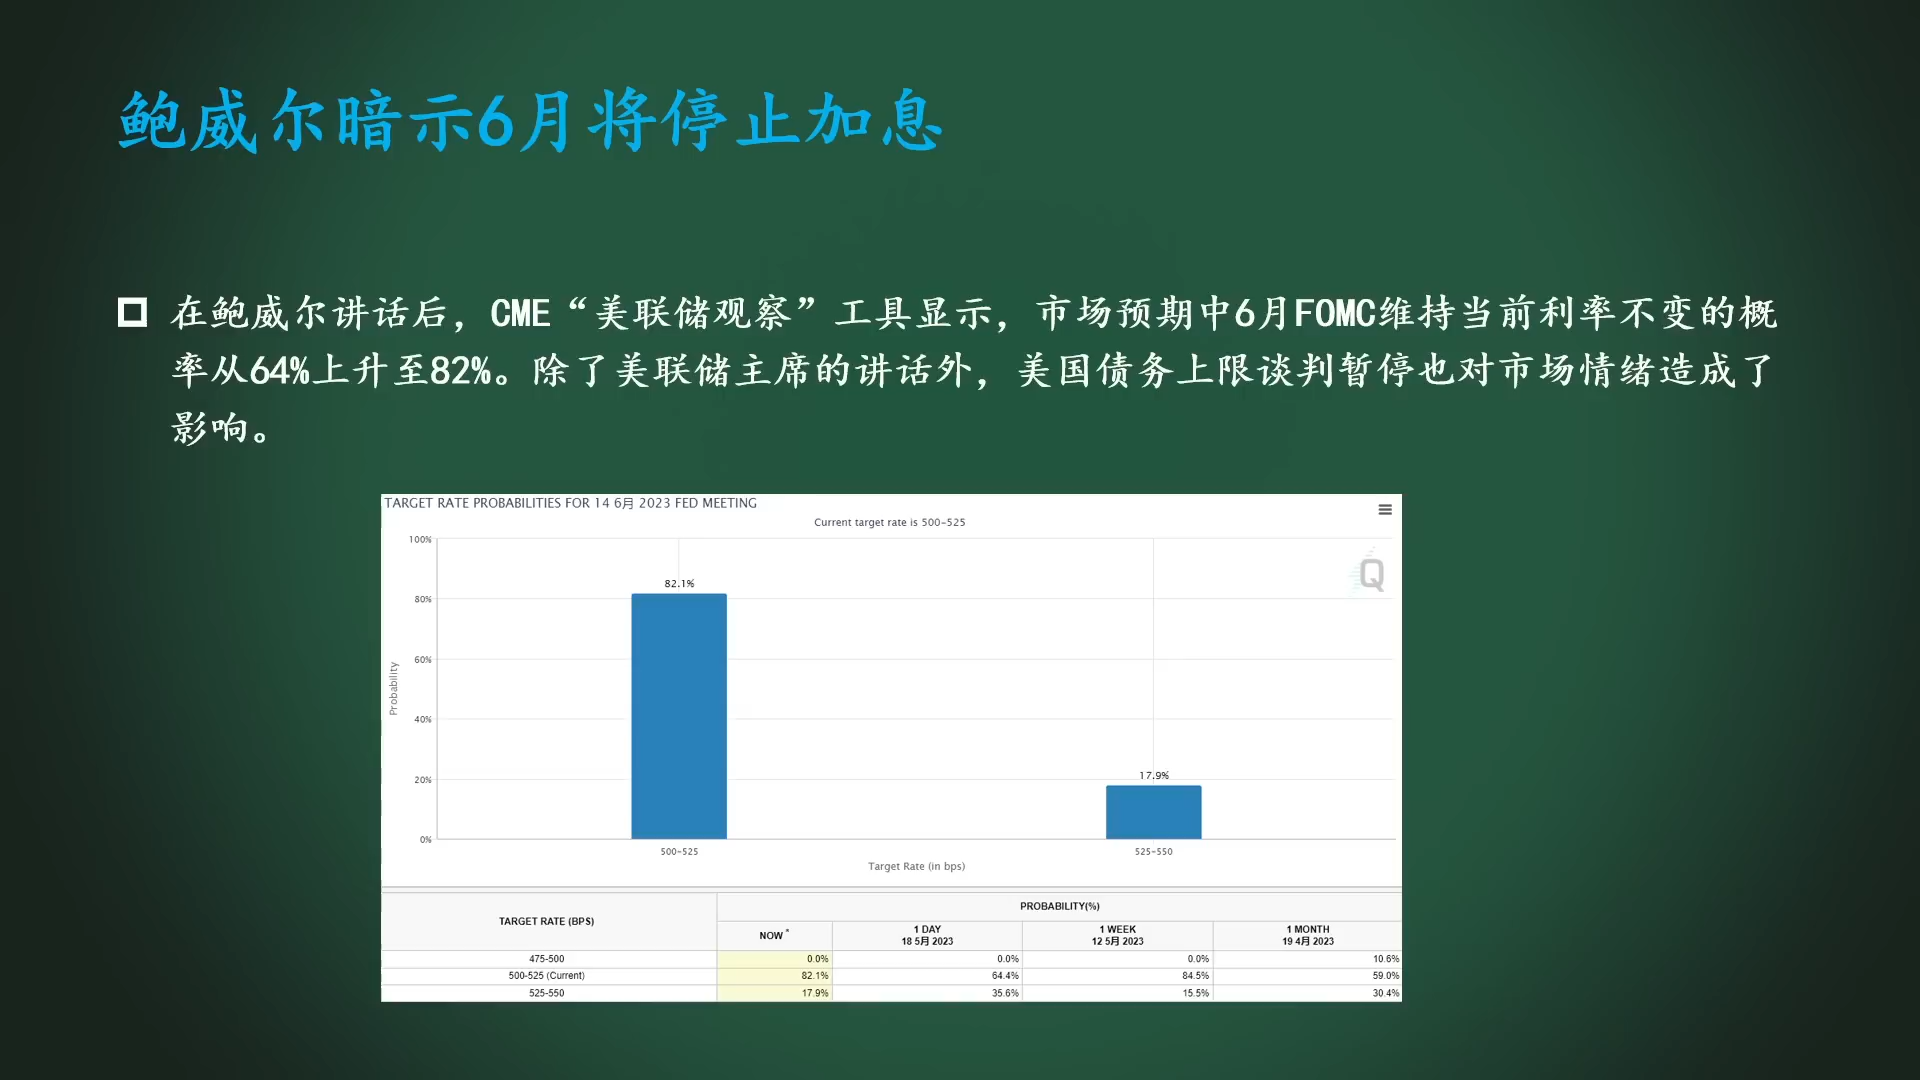 鲍威尔暗示6月将停止加息
在鲍威尔讲话后，CME“美联储观察”工具显示，市场预期中6月FOMC维持当前利率不变的概
率从64%上升至82%。除了美联储主席的讲话外，美国债务上限谈判暂停也对市场情绪造成了
影响。
TARGET RATE PROBABILITIES FOR 14 6月 2023 FED MEETING
Current target rate is 500-525
100%
80%
60%
40%
20%
0%
Probability
82.1%
17.9%
Q
500-525
525-550
Target Rate (in bps)
TARGET RATE (BPS)
PROBABILITY(%)
NOW *
1 DAY
18 5月 2023
1 WEEK
12 5月 2023
1 MONTH
19 4月 2023
475-500 0.0% 0.0% 0.0% 10.6%
500-525 (Current) 82.1% 64.4% 84.5% 59.0%
525-550 17.9% 35.6% 15.5% 30.4%